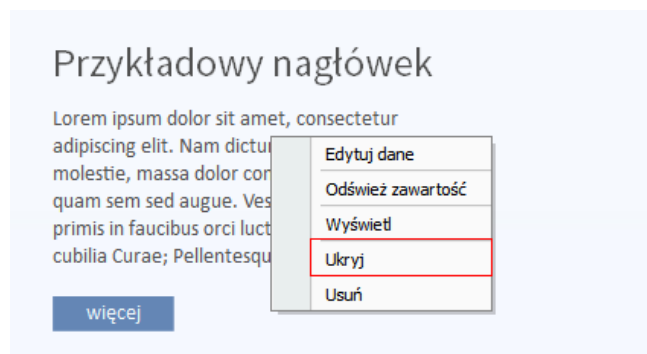 Przykładowy nagłówek
Lorem ipsum dolor sit amet, consectetur
adipiscing elit. Nam dictu
molestie, massa dolor con
quam sem sed augue. Ves
primis in faucibus orci luct
cubilia Curae; Pellentesqu
więcej
Edytuj dane
Odśwież zawartość
Wyświetl
Ukryj
Usuń